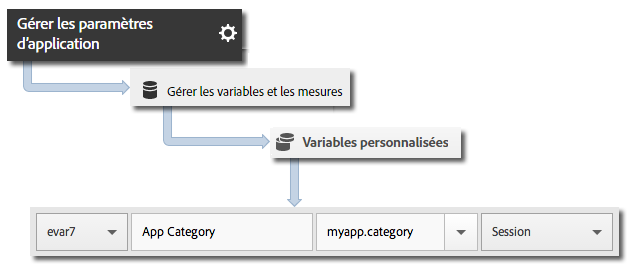 Gérer les paramètres
d'application
Gérer les variables et les mesures
Variables personnalisées
evar7 App Category myapp.category Session